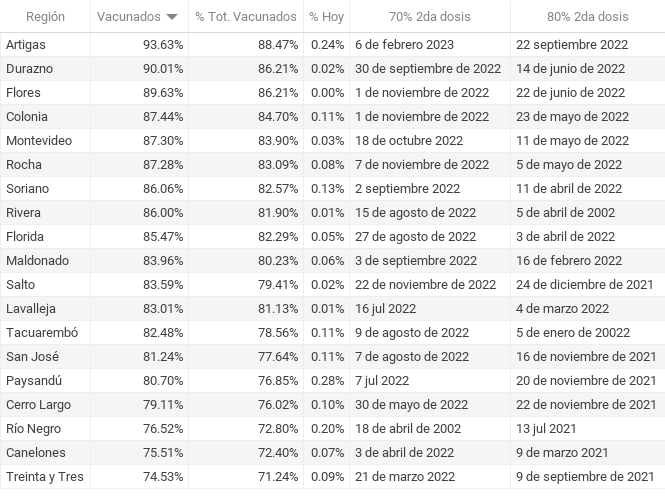 Región Vacunados % Tot. Vacunados % Hoy 70% 2da dosis 80% 2da dosis
Artigas 93.63% 88.47% 0.24% 6 de febrero 2023 22 septiembre 2022
Durazno 90.01% 86.21% 0.02% 30 de septiembre de 2022 14 de junio de 2022
Flores 89.63% 86.21% 0.00% 1 de noviembre de 2022 22 de junio de 2022
Colonia 87.44% 84.70% 0.11% 1 de noviembre de 2022 23 de mayo de 2022
Montevideo 87.30% 83.90% 0.03% 18 de octubre 2022 11 de mayo de 2022
Rocha 87.28% 83.09% 0.08% 7 de noviembre de 2022 5 de mayo de 2022
Soriano 86.06% 82.57% 0.13% 2 septiembre 2022 11 de abril de 2022
Rivera 86.00% 81.90% 0.01% 15 de agosto de 2022 5 de abril de 2002
Florida 85.47% 82.29% 0.05% 27 de agosto de 2022 3 de abril de 2022
Maldonado 83.96% 80.23% 0.06% 3 de septiembre 2022 16 de febrero 2022
Salto 83.59% 79.41% 0.02% 22 de noviembre de 2022 24 de diciembre de 2021
Lavalleja 83.01% 81.13% 0.01% 16 jul 2022 4 de marzo 2022
Tacuarembó 82.48% 78.56% 0.11% 9 de agosto de 2022 5 de enero de 20022
San José 81.24% 77.64% 0.11% 7 de agosto de 2022 16 de noviembre de 2021
Paysandú 80.70% 76.85% 0.28% 7 jul 2022 20 de noviembre de 2021
Cerro Largo 79.11% 76.02% 0.10% 30 de mayo de 2022 22 de noviembre de 2021
Río Negro 76.52% 72.80% 0.20% 18 de abril de 2002 13 jul 2021
Canelones 75.51% 72.40% 0.07% 3 de abril de 2022 9 de marzo 2021
Treinta y Tres 74.53% 71.24% 0.09% 21 de marzo 2022 9 de septiembre de 2021